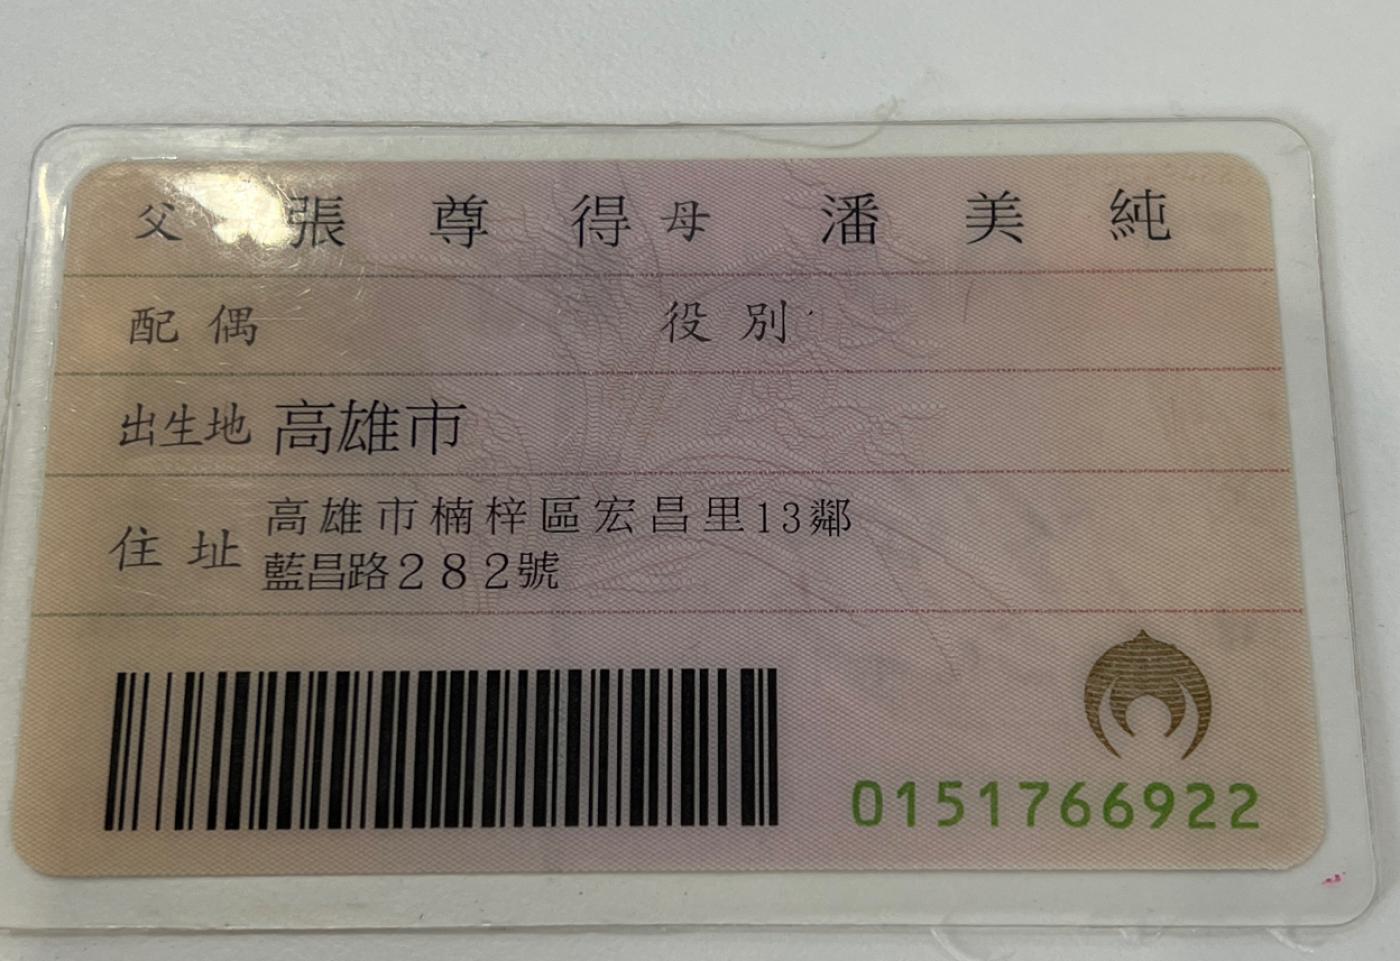 父 張尊得 母 潘美純
配偶 役別
出生地 高雄市
住址 高雄市楠梓區宏昌里13鄰
藍昌路282號
0151766922